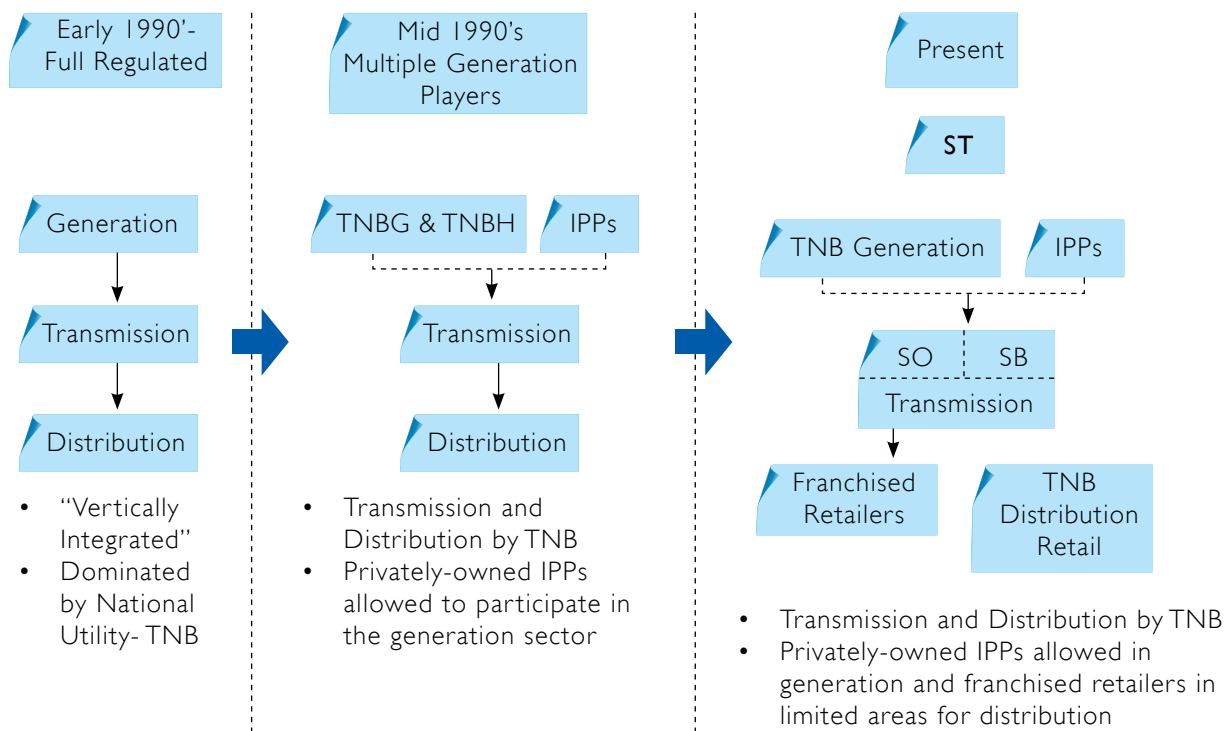 Early 1990'-
Full Regulated
Generation
Transmission
Distribution
• “Vertically
Integrated”
• Dominated
by National
Utility- TNB
Mid 1990's
Multiple Generation
Players
TNBG & TNBH
IPPs
Transmission
Distribution
• Transmission and
Distribution by TNB
• Privately-owned IPPs
allowed to participate in
the generation sector
Present
ST
TNB Generation
IPPs
SO
SB
Transmission
Franchised
Retailers
TNB
Distribution
Retail
• Transmission and Distribution by TNB
• Privately-owned IPPs allowed in
generation and franchised retailers in
limited areas for distribution